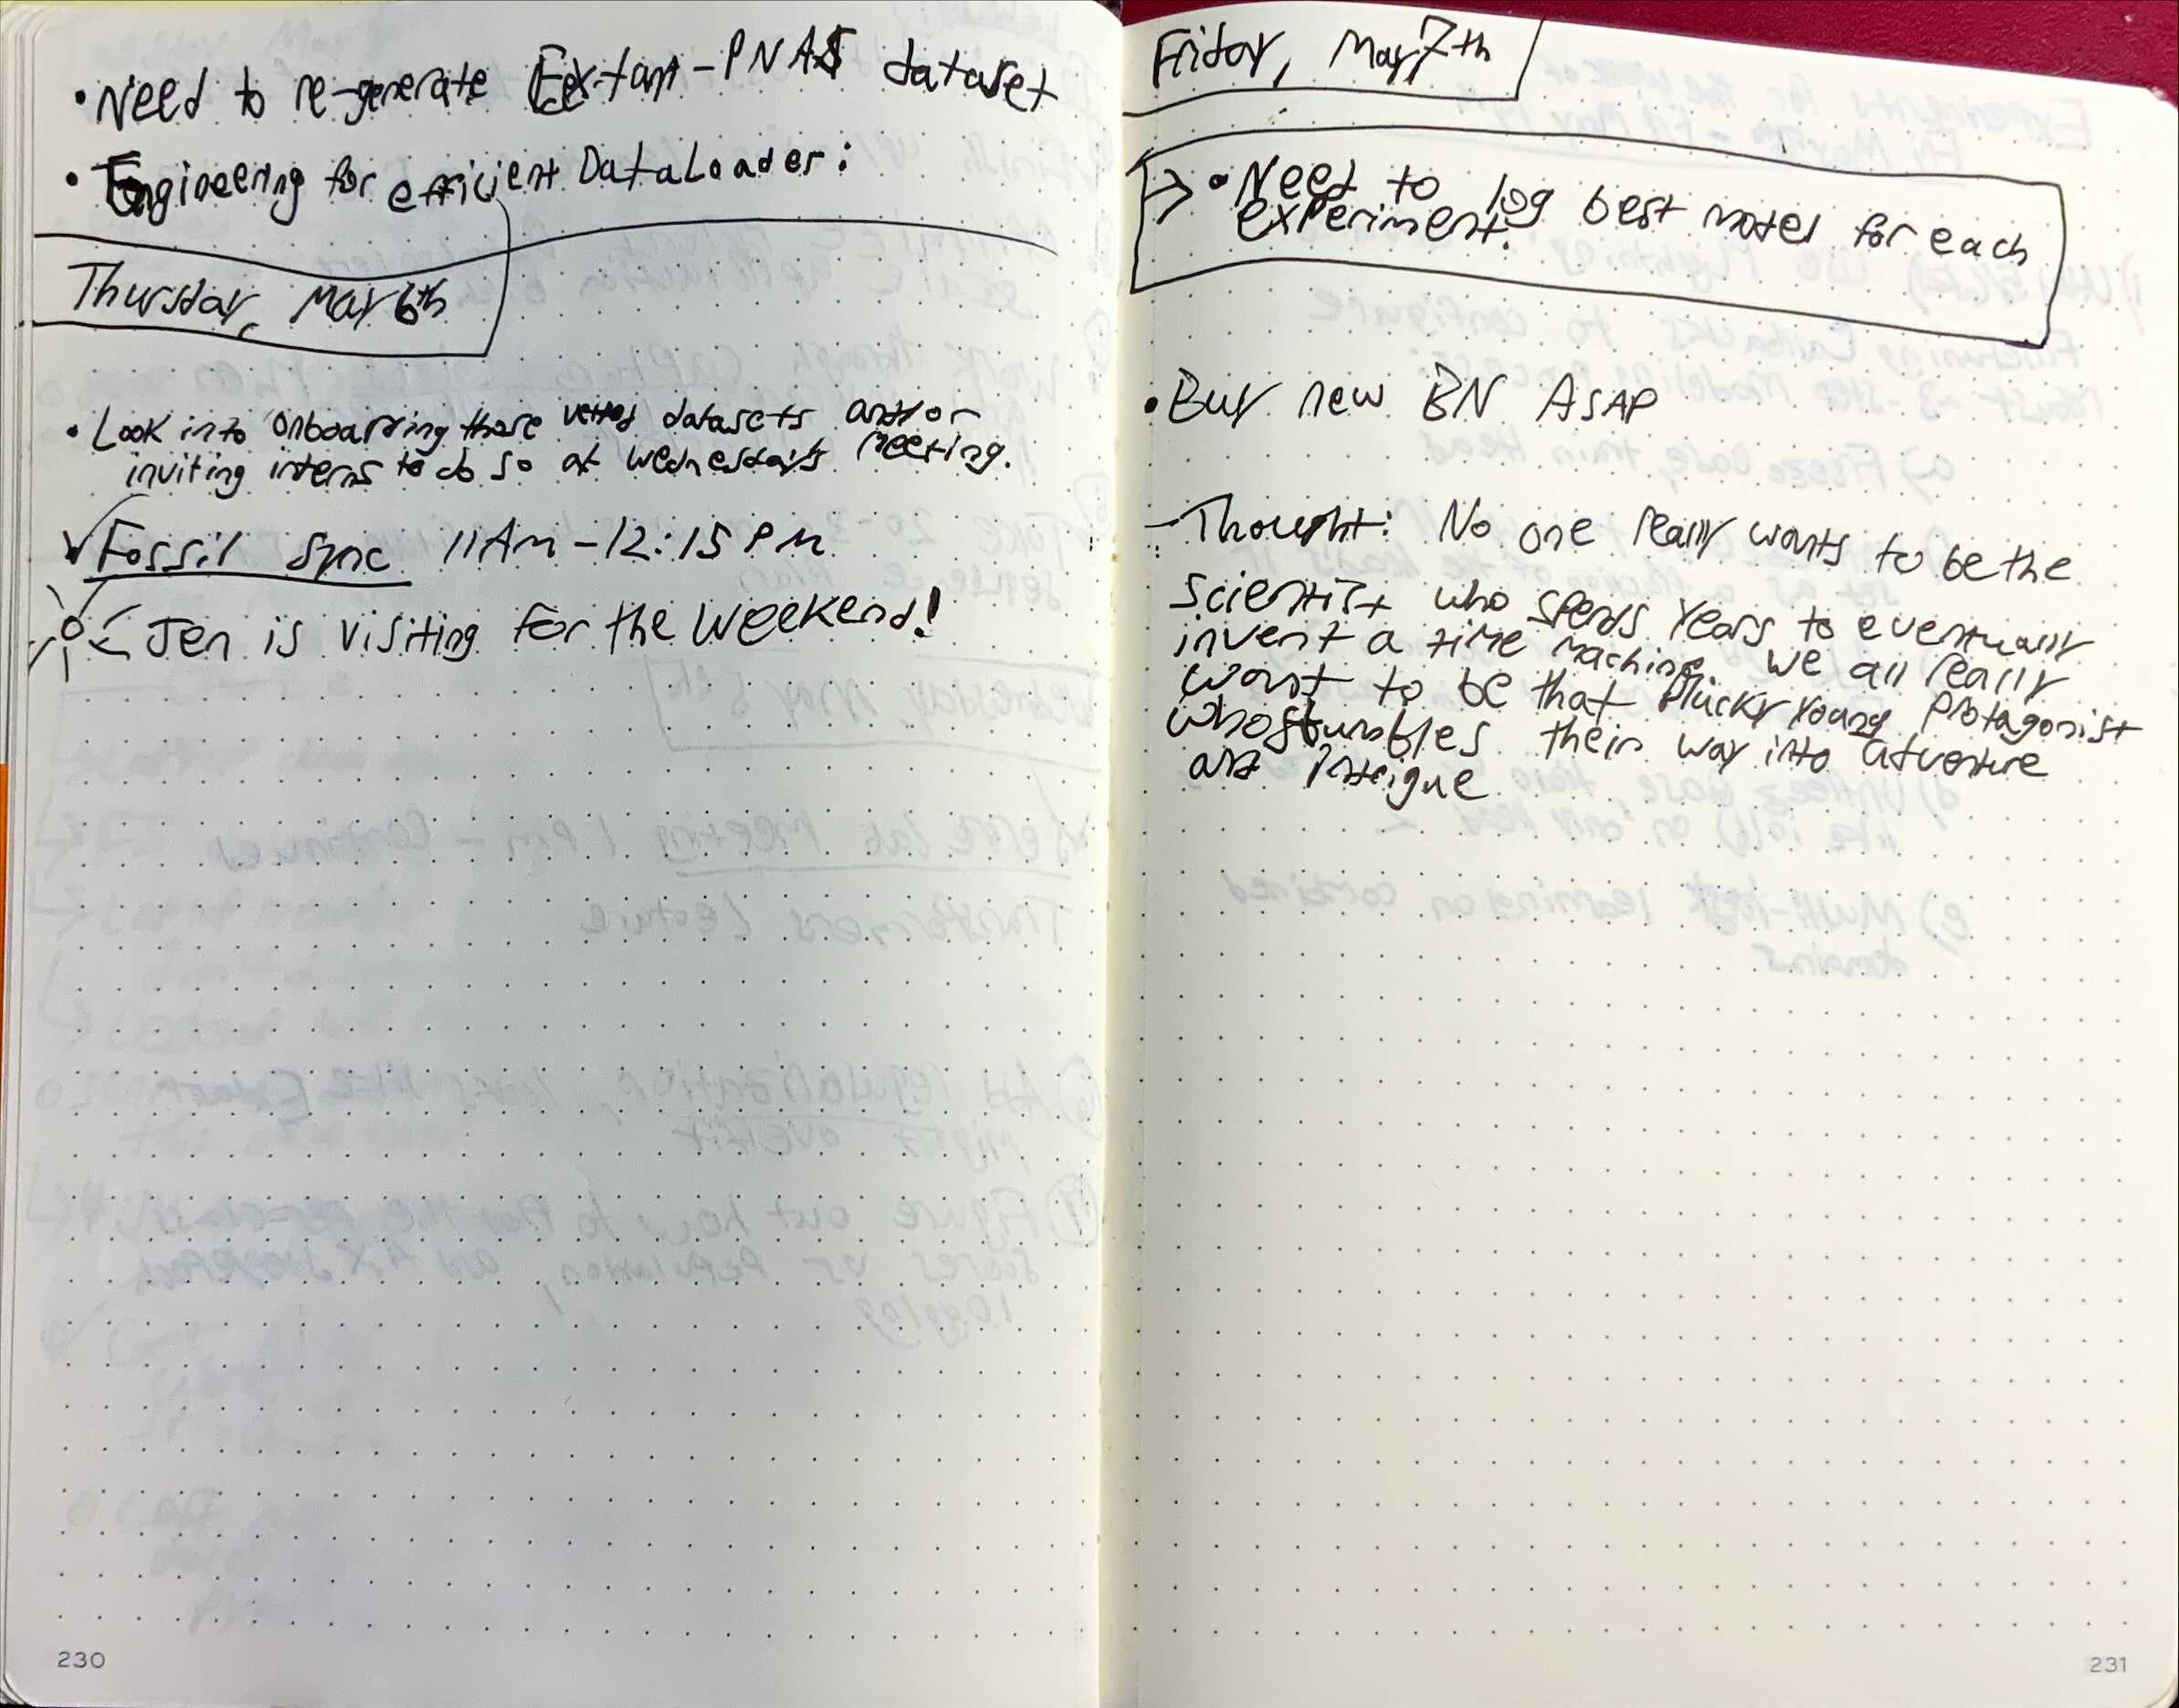 • Need to re-generate Extant-PNAS dataset
• Engineering for efficient DataLoader:
Thursday, May 6th
• Look into onboarding those vetted datasets and/or
inviting interns to do so at Wednesday's meeting.
Fossil Sync 11AM-12:15PM
Jen is visiting for the weekend!
230
Friday, May 7th
→ • Need to log best model for each
experiment.
• Buy new BN ASAP
- Thought: No one really wants to be the
scientist who spends years to eventually
invent a time machine, we all really
want to be that plucky young protagonist
who stumbles their way into adventure
and intrigue
231